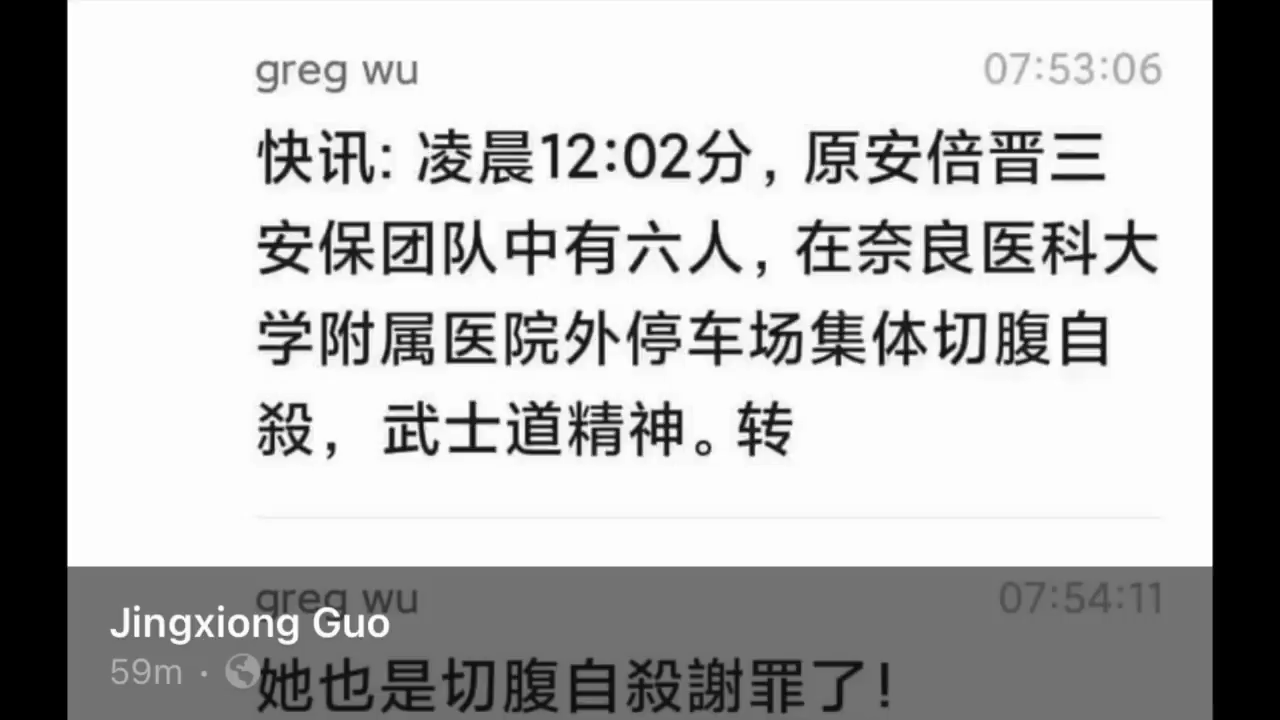 greg wu 07:53:06
快讯: 凌晨12:02分, 原安倍晋三
安保团队中有六人, 在奈良医科大
学附属医院外停车场集体切腹自
殺, 武士道精神。转
greg wu 07:54:11
Jingxiong Guo
59m ·
她也是切腹自殺謝罪了!